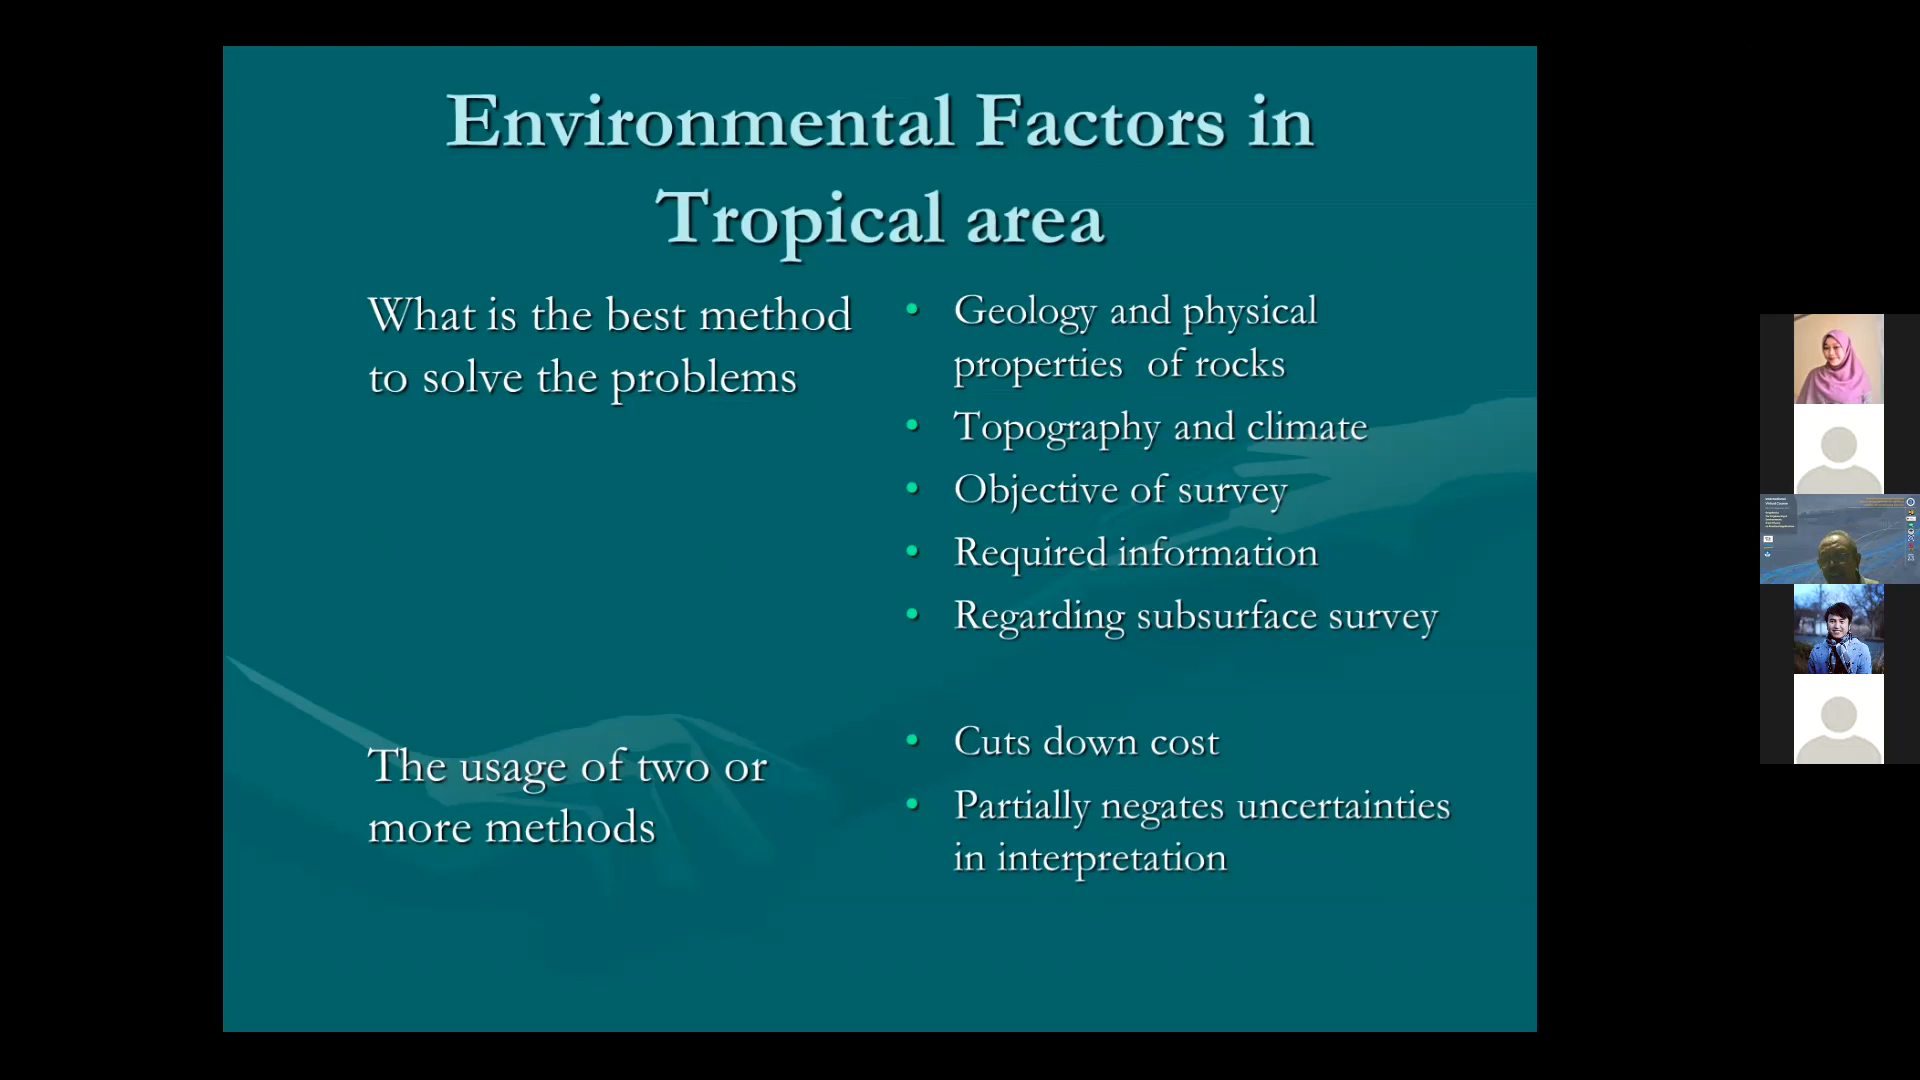 Environmental Factors in
Tropical area
What is the best method
to solve the problems
• Geology and physical
properties of rocks
• Topography and climate
• Objective of survey
• Required information
• Regarding subsurface survey
The usage of two or
more methods
• Cuts down cost
• Partially negates uncertainties
in interpretation